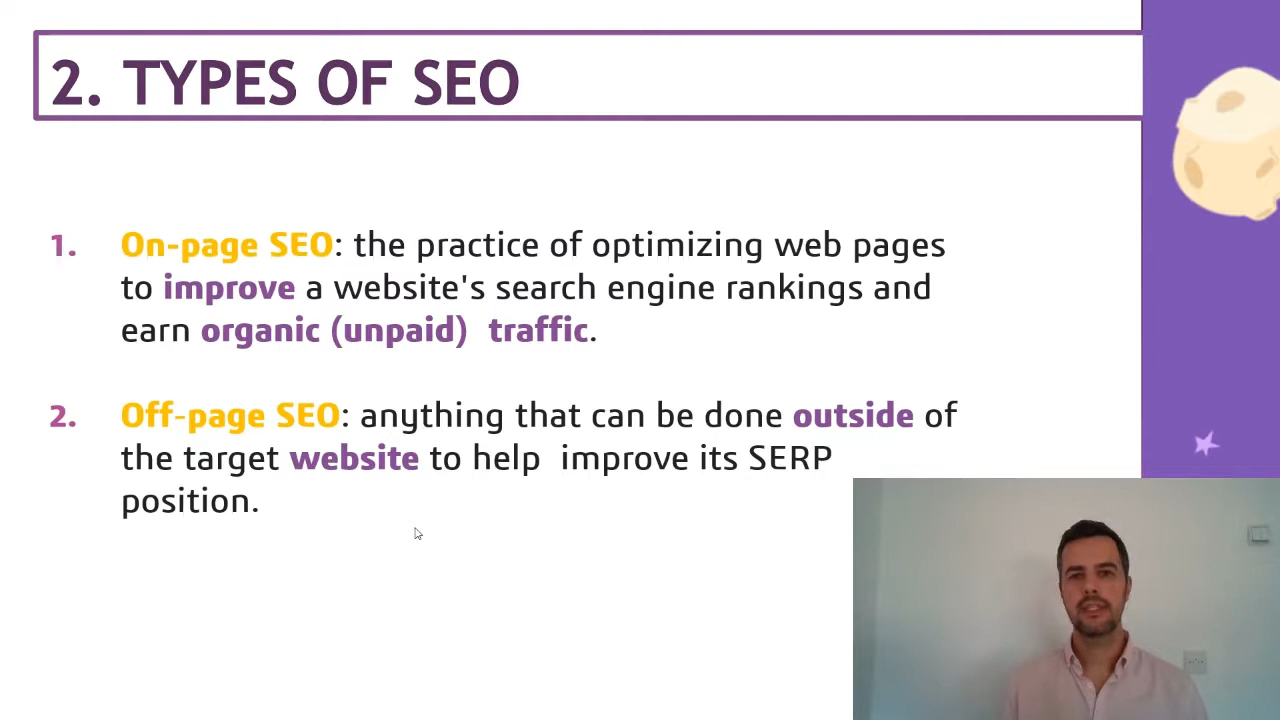 2. TYPES OF SEO
1. On-page SEO: the practice of optimizing web pages
to improve a website's search engine rankings and
earn organic (unpaid) traffic.
2. Off-page SEO: anything that can be done outside of
the target website to help improve its SERP
position.